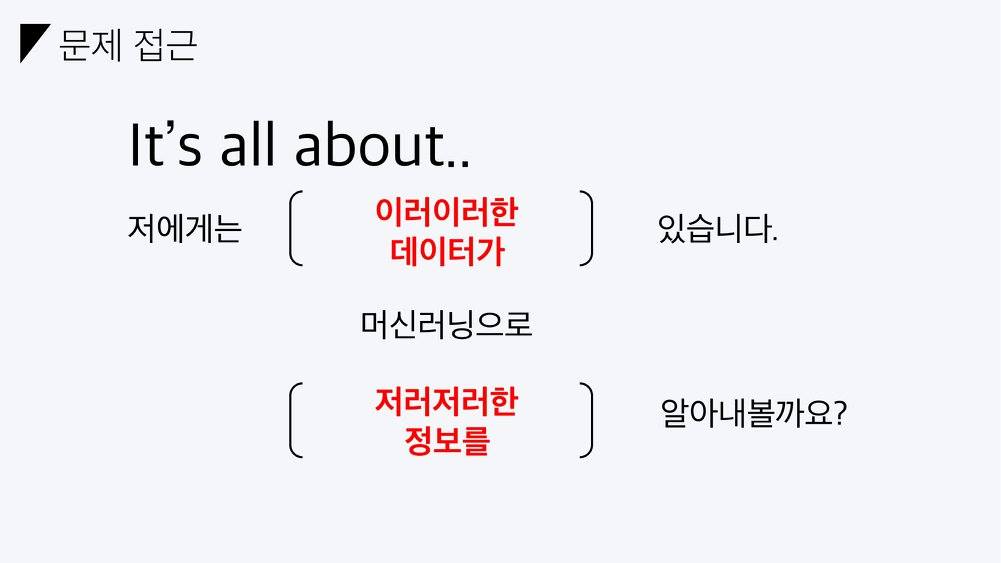 문제 접근
It's all about..
저에게는 이러이러한 데이터가 있습니다.
머신러닝으로
저러저러한 정보를 알아내볼까요?